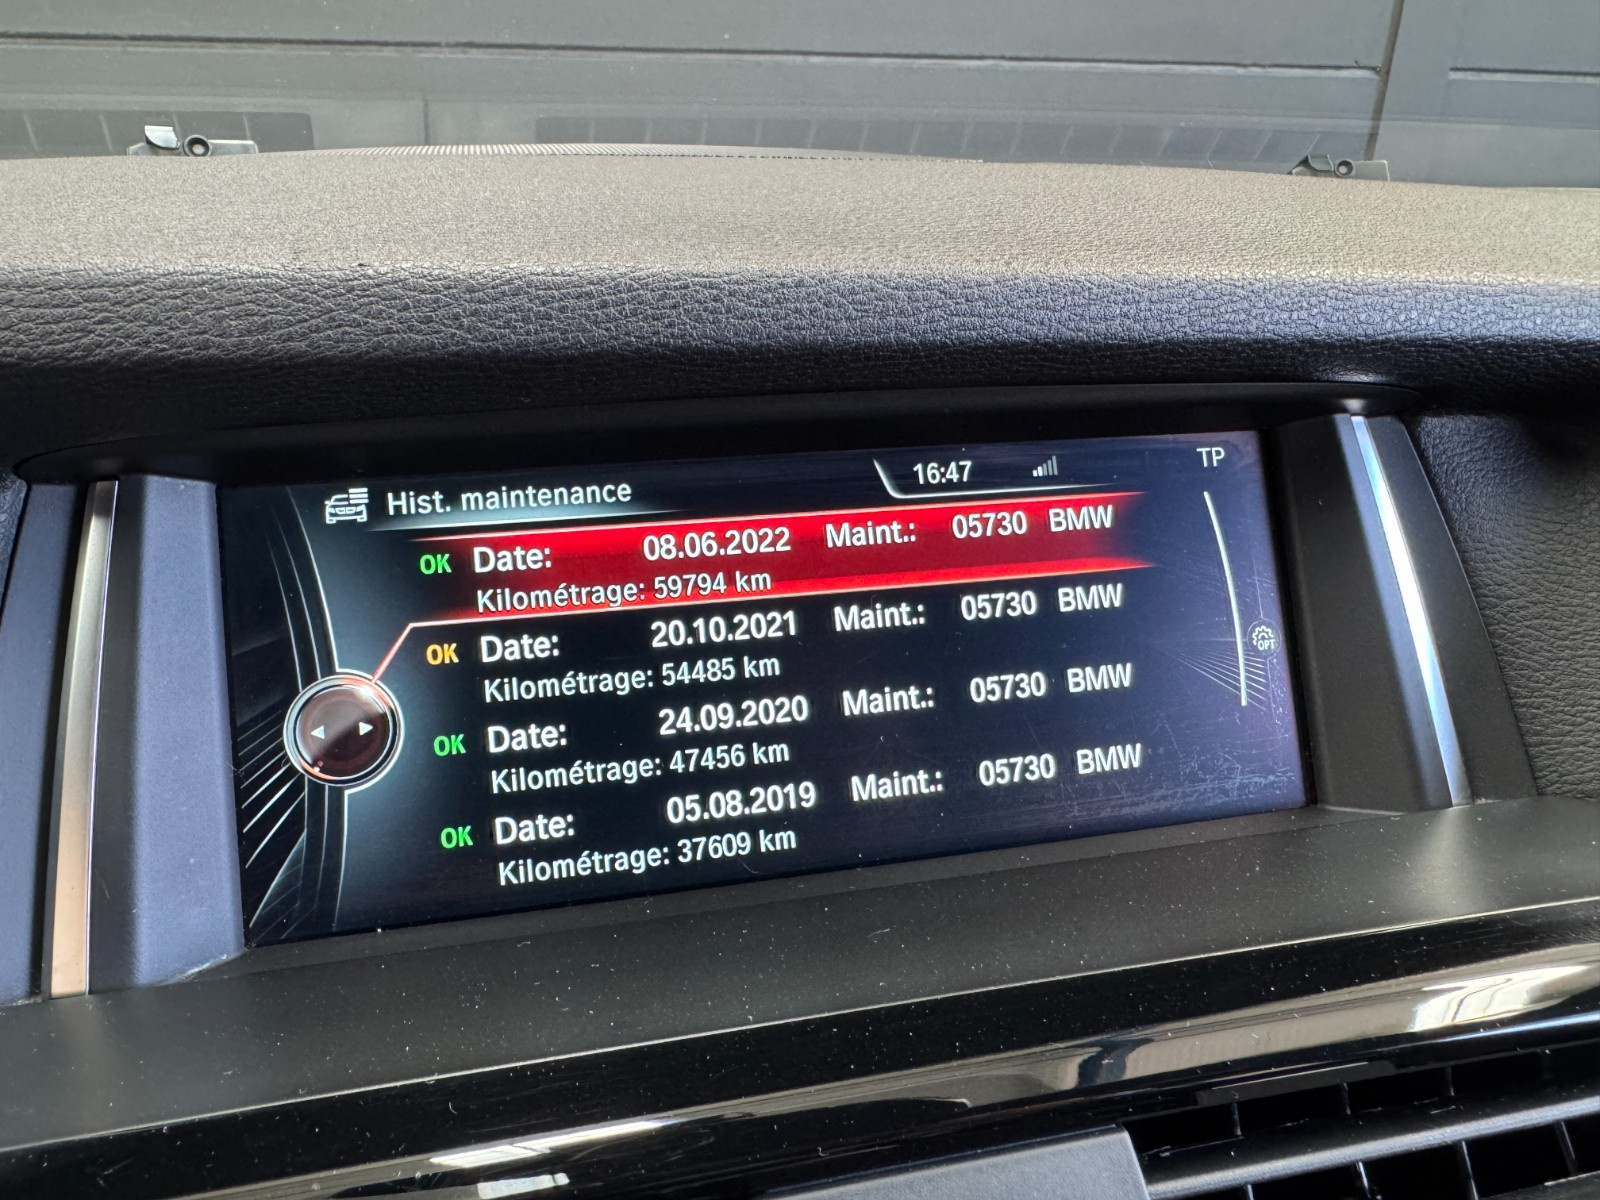 Hist. maintenance 16:47 TP
OK Date: 08.06.2022 Maint.: 05730 BMW
Kilométrage: 59794 km
OK Date: 20.10.2021 Maint.: 05730 BMW
Kilométrage: 54485 km
OK Date: 24.09.2020 Maint.: 05730 BMW
Kilométrage: 47456 km
OPT
OK Date: 05.08.2019 Maint.: 05730 BMW
Kilométrage: 37609 km